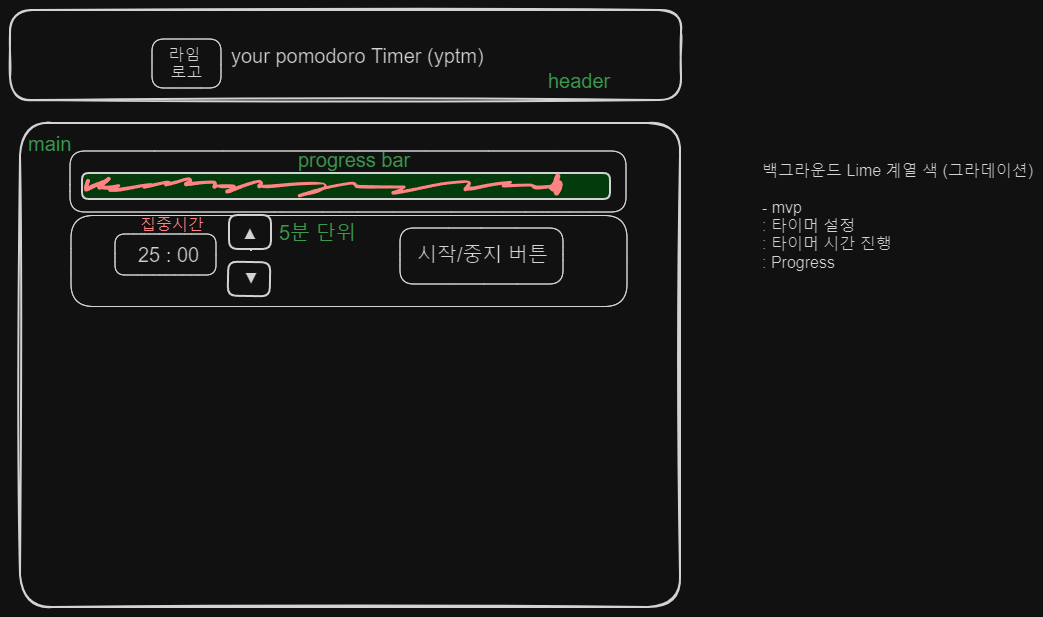 라임
로고
your pomodoro Timer (yptm)
header
main
progress bar
집중시간
25 : 00
▲
▼
5분 단위
시작/중지 버튼
백그라운드 Lime 계열 색 (그라데이션)
- mvp
: 타이머 설정
: 타이머 시간 진행
: Progress